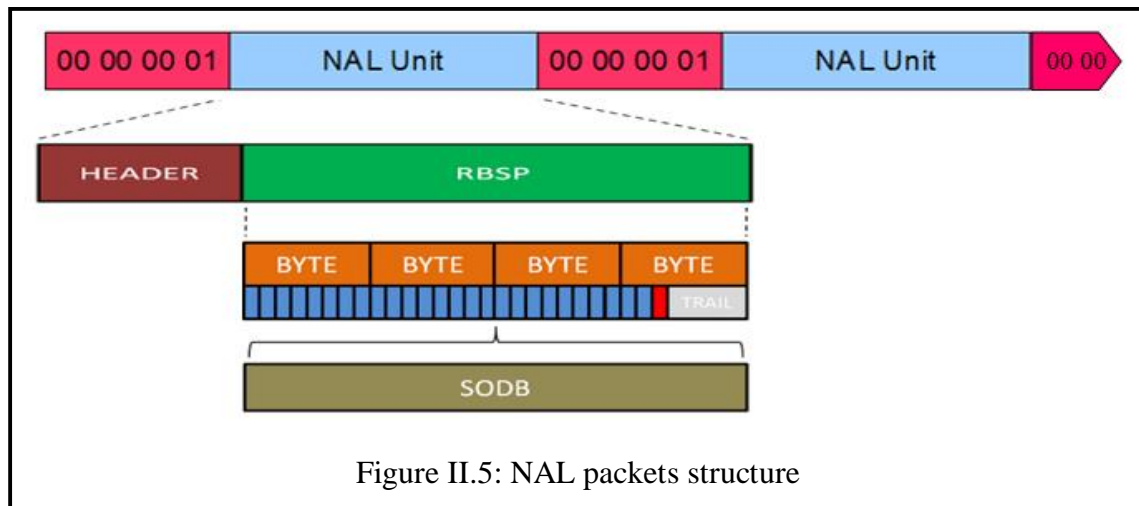 00 00 00 01 NAL Unit 00 00 00 01 NAL Unit 00 00
HEADER RBSP
BYTE BYTE BYTE BYTE
TRAIL
SODB
Figure II.5: NAL packets structure